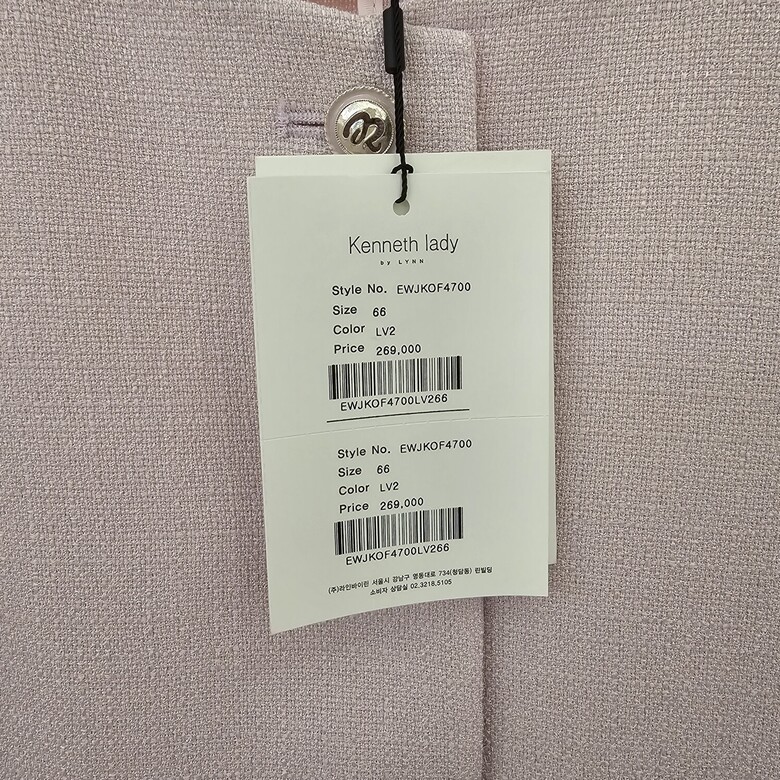 Kenneth lady
by LYNN
Style No. EWJKOF4700
Size 66
Color LV2
Price 269,000
EWJKOF4700LV266
Style No. EWJKOF4700
Size 66
Color LV2
Price 269,000
EWJKOF4700LV266
(주)라인바이린 서울시 강남구 영동대로 734(청담동) 린빌딩
소비자 상담실 02.3218.5105